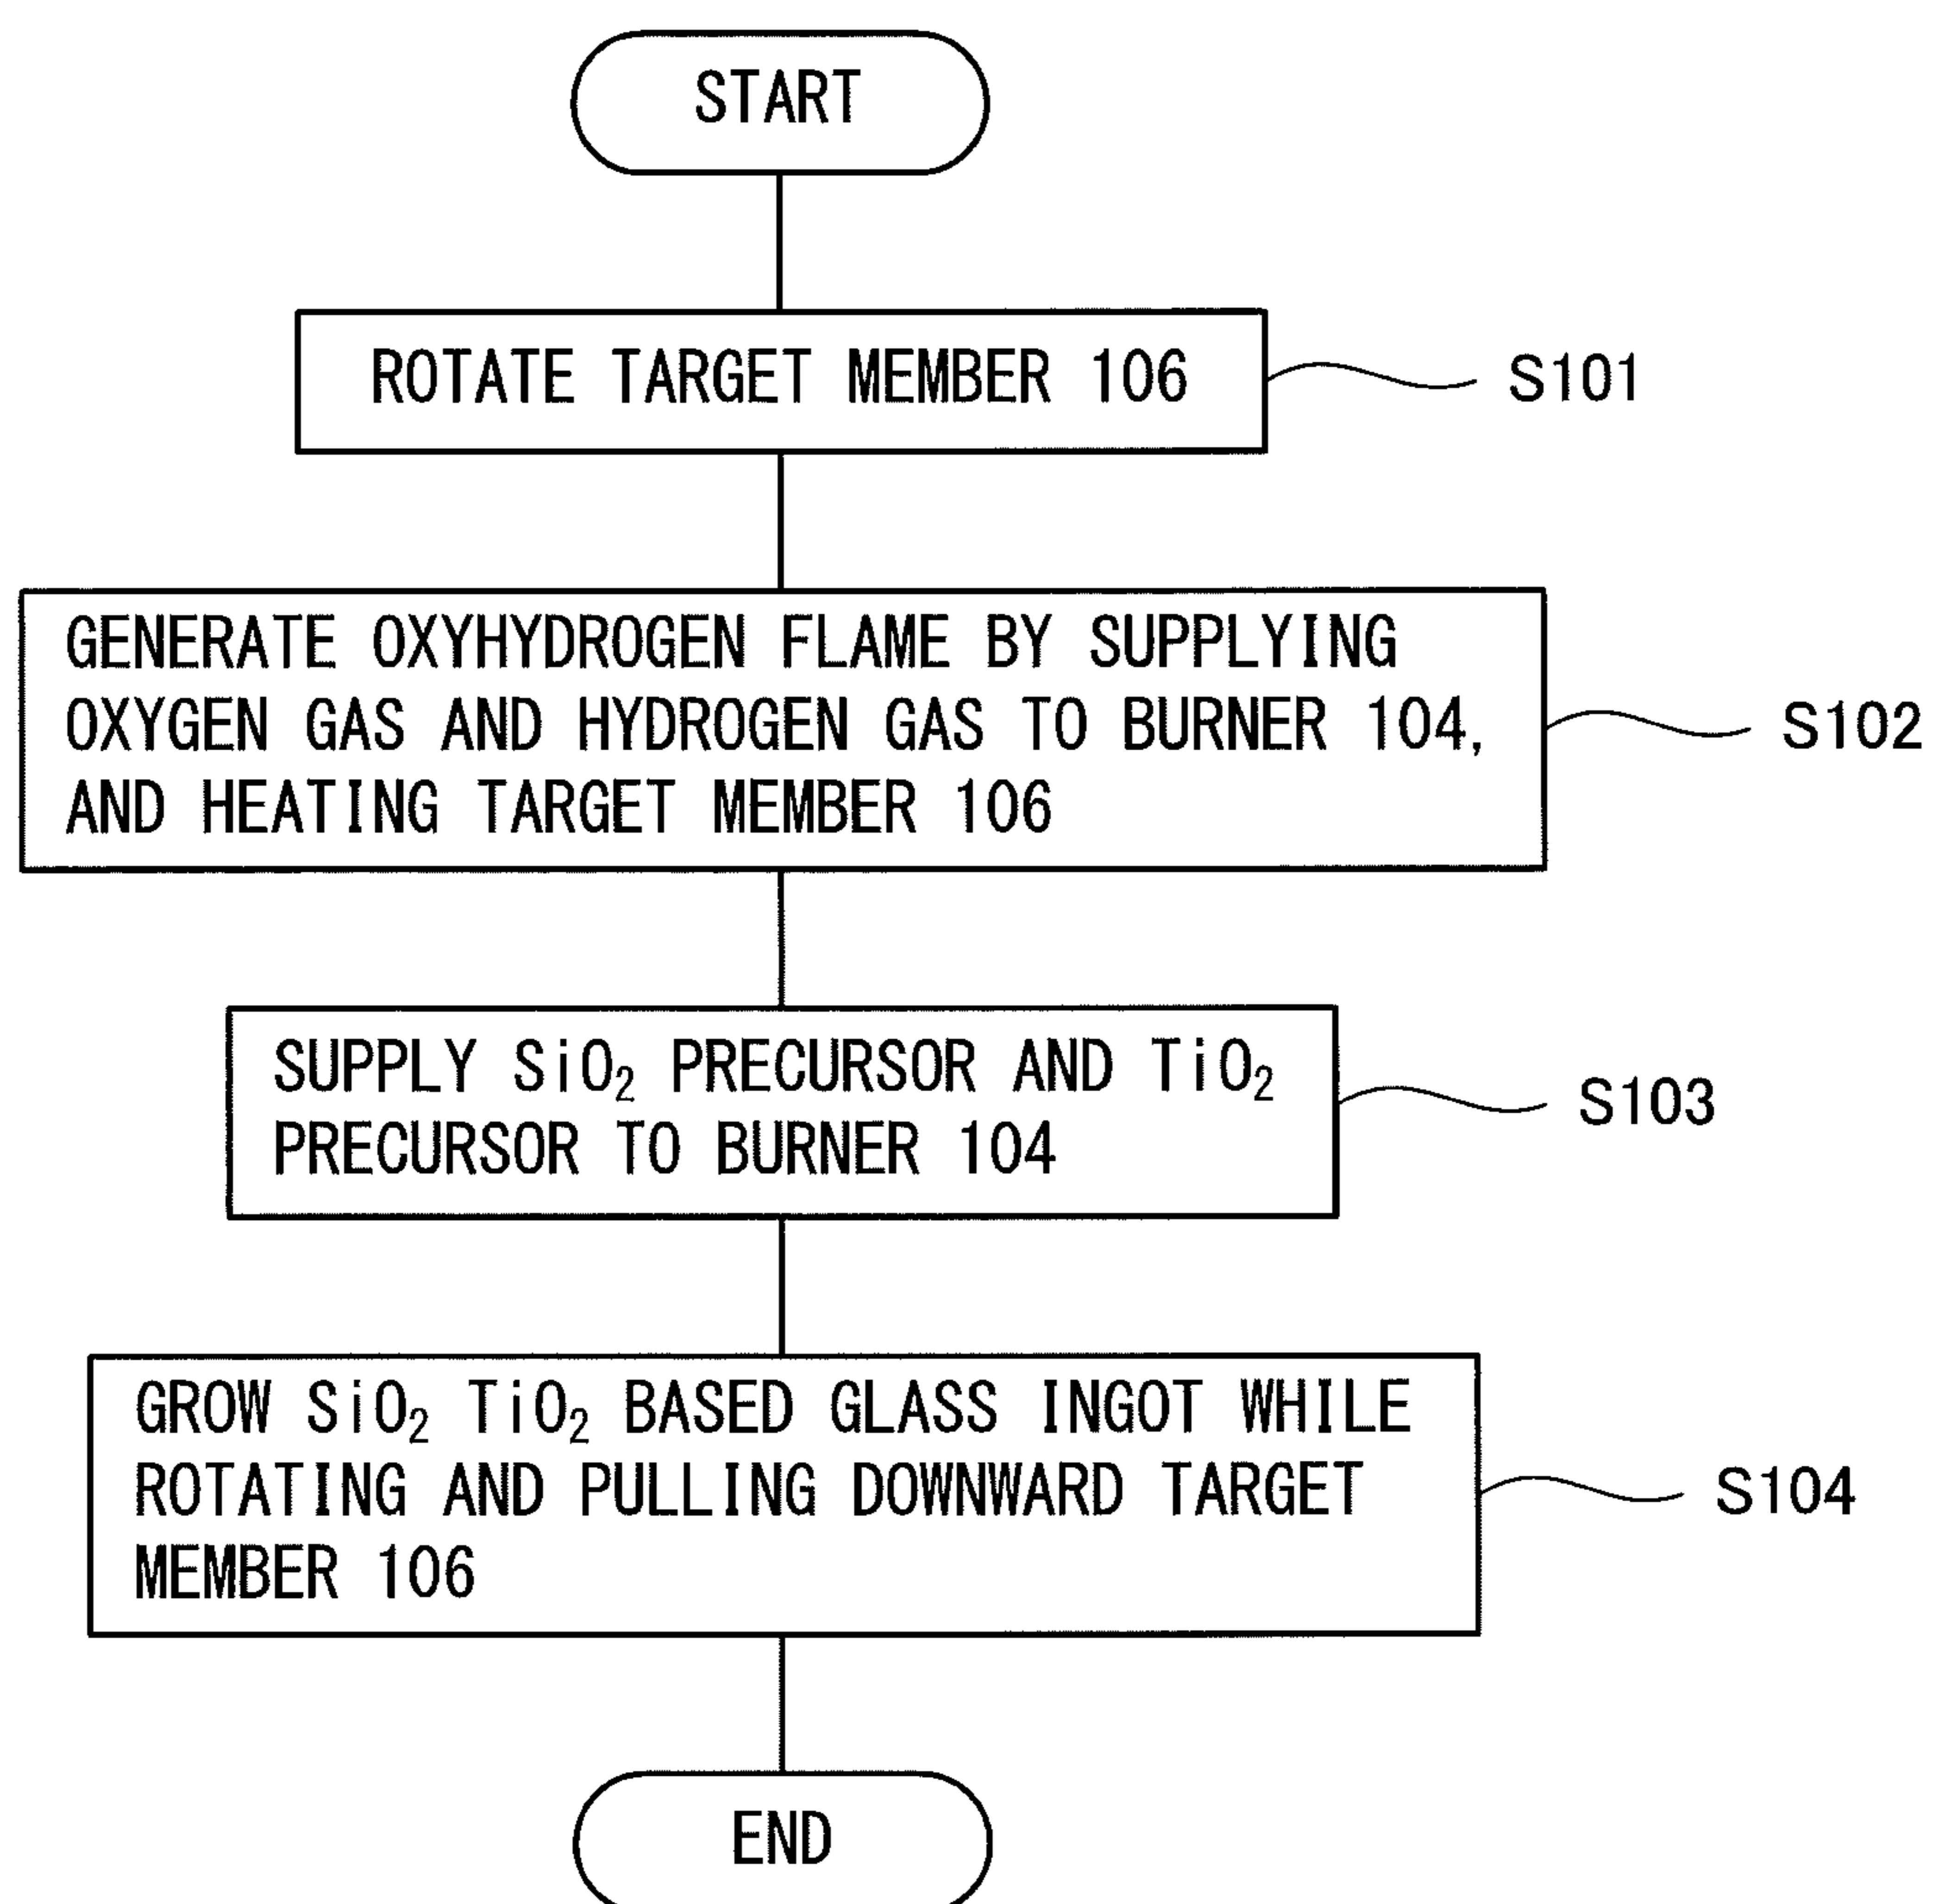 START
ROTATE TARGET MEMBER 106
S101
GENERATE OXYHYDROGEN FLAME BY SUPPLYING
OXYGEN GAS AND HYDROGEN GAS TO BURNER 104,
AND HEATING TARGET MEMBER 106
S102
SUPPLY SiO₂ PRECURSOR AND TiO₂
PRECURSOR TO BURNER 104
S103
GROW SiO₂ TiO₂ BASED GLASS INGOT WHILE
ROTATING AND PULLING DOWNWARD TARGET
MEMBER 106
S104
END